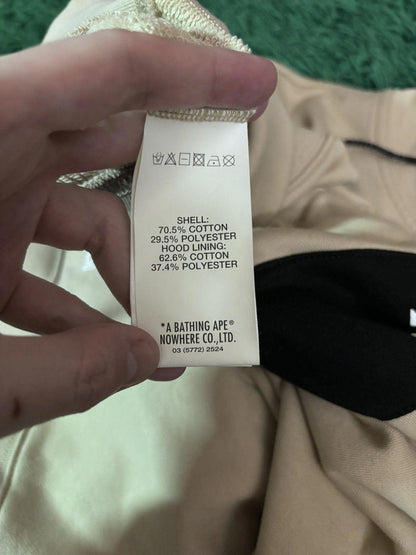 SHELL:
70.5% COTTON
29.5% POLYESTER
HOOD LINING:
62.6% COTTON
37.4% POLYESTER
*A BATHING APE®
NOWHERE CO.,LTD.
03 (5772) 2524